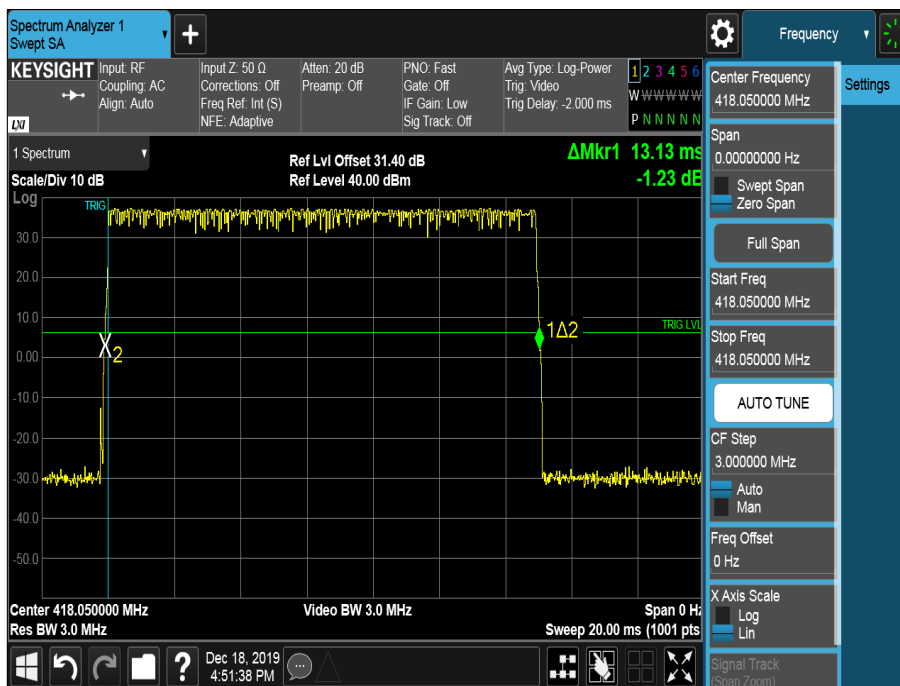 Spectrum Analyzer 1
Swept SA
+
Frequency
KEYSIGHT
LXI
Input: RF
Coupling: AC
Align: Auto
Input Z: 50 Ω
Corrections: Off
Freq Ref: Int (S)
NFE: Adaptive
Atten: 20 dB
Preamp: Off
PNO: Fast
Gate: Off
IF Gain: Low
Sig Track: Off
Avg Type: Log-Power
Trig: Video
Trig Delay: -2.000 ms
1 2 3 4 5 6
W W W W W W
P N N N N N
1 Spectrum
Scale/Div 10 dB
Ref Lvl Offset 31.40 dB
Ref Level 40.00 dBm
ΔMkr1 13.13 ms
-1.23 dB
Log
TRIG
30.0
20.0
10.0
0.00
-10.0
-20.0
-30.0
-40.0
-50.0
2
1Δ2
TRIG LVL
Center 418.050000 MHz
Res BW 3.0 MHz
Video BW 3.0 MHz
Span 0 Hz
Sweep 20.00 ms (1001 pts
Dec 18, 2019
4:51:38 PM
?
Center Frequency
418.050000 MHz
Span
0.00000000 Hz
Swept Span
Zero Span
Full Span
Start Freq
418.050000 MHz
Stop Freq
418.050000 MHz
AUTO TUNE
CF Step
3.000000 MHz
Auto
Man
Freq Offset
0 Hz
X Axis Scale
Log
Lin
Signal Track
(Span Zoom)
Settings